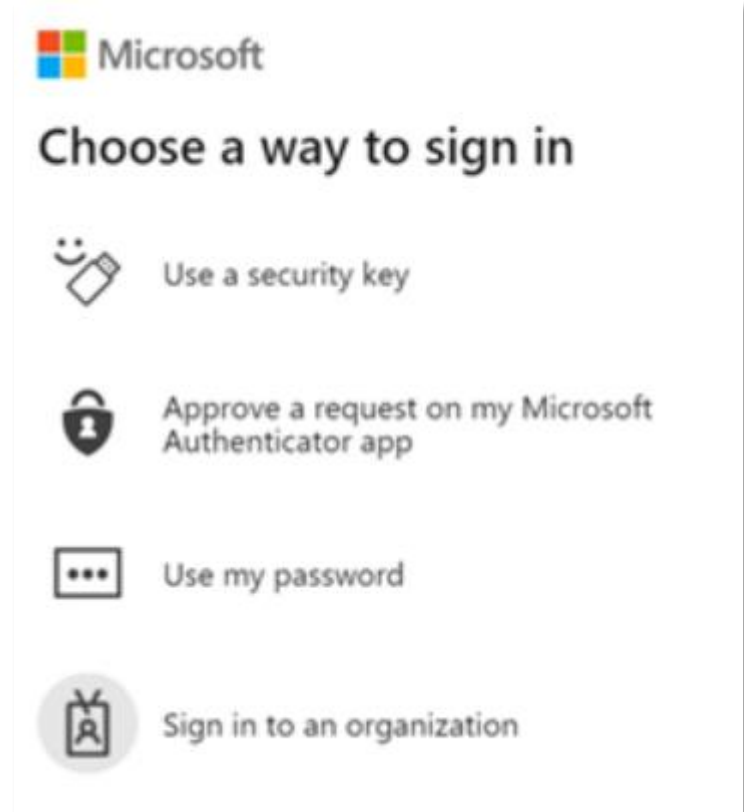 Microsoft
Choose a way to sign in
Use a security key
Approve a request on my Microsoft
Authenticator app
Use my password
Sign in to an organization